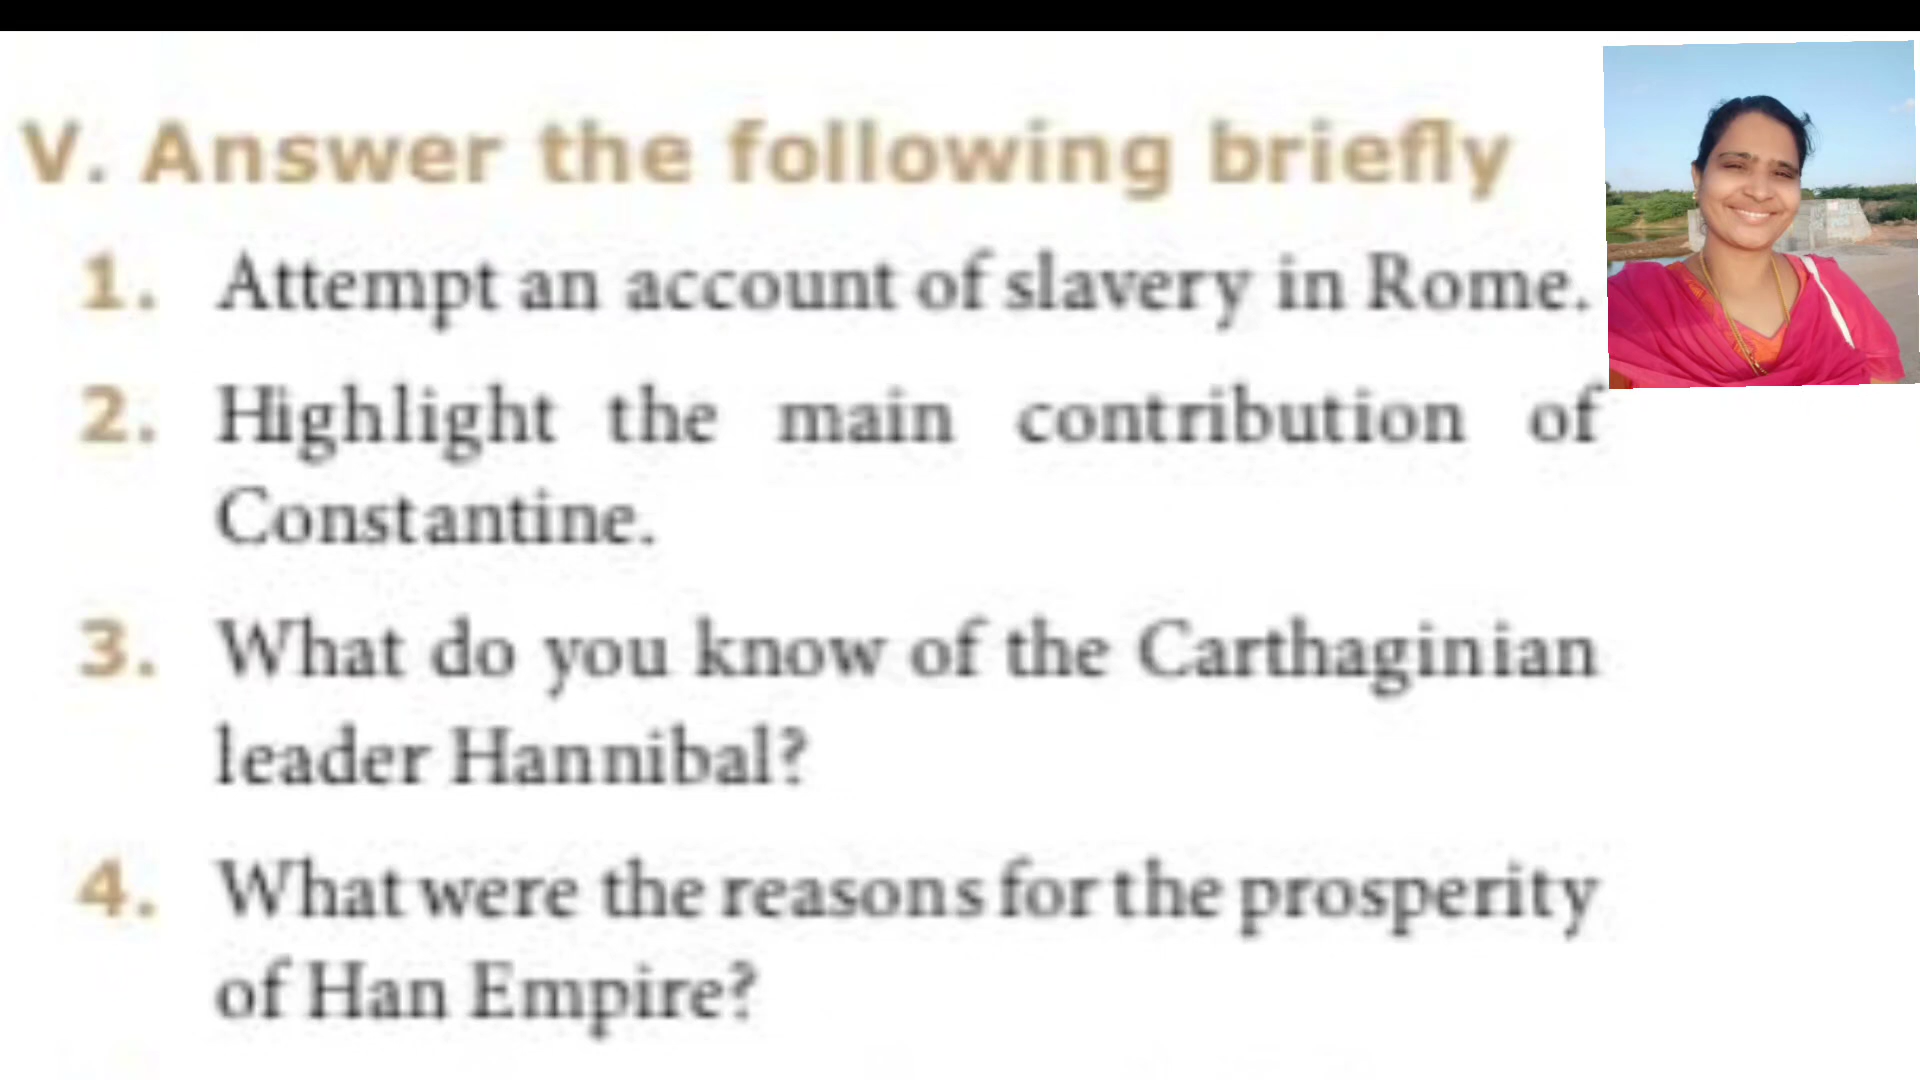 V. Answer the following briefly
1. Attempt an account of slavery in Rome.
2. Highlight the main contribution of
Constantine.
3. What do you know of the Carthaginian
leader Hannibal?
4. What were the reasons for the prosperity
of Han Empire?